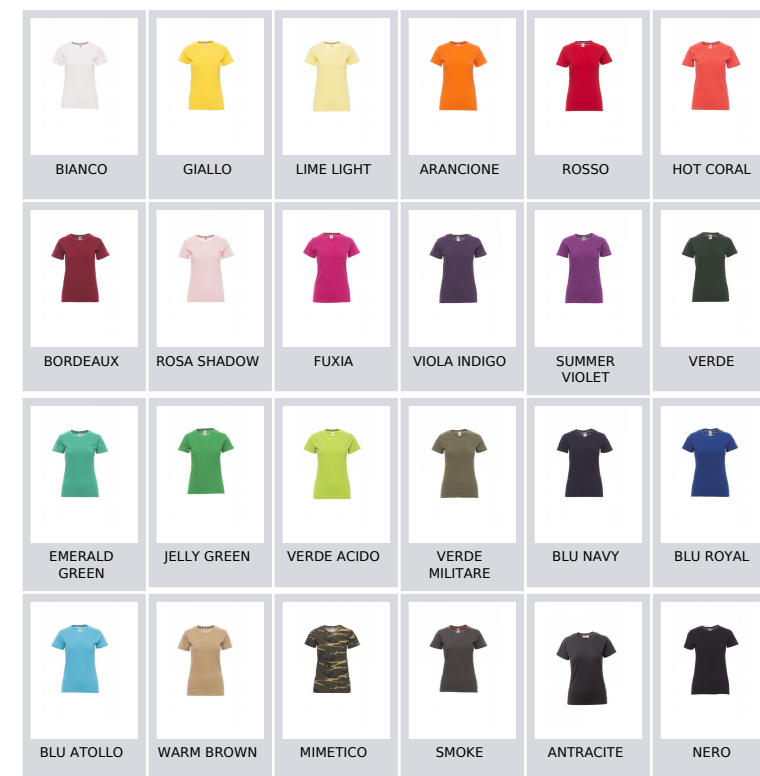 BIANCO
GIALLO
LIME LIGHT
ARANCIONE
ROSSO
HOT CORAL
BORDEAUX
ROSA SHADOW
FUXIA
VIOLA INDIGO
SUMMER
VIOLET
VERDE
EMERALD
GREEN
JELLY GREEN
VERDE ACIDO
VERDE
MILITARE
BLU NAVY
BLU ROYAL
BLU ATOLLO
WARM BROWN
MIMETICO
SMOKE
ANTRACITE
NERO